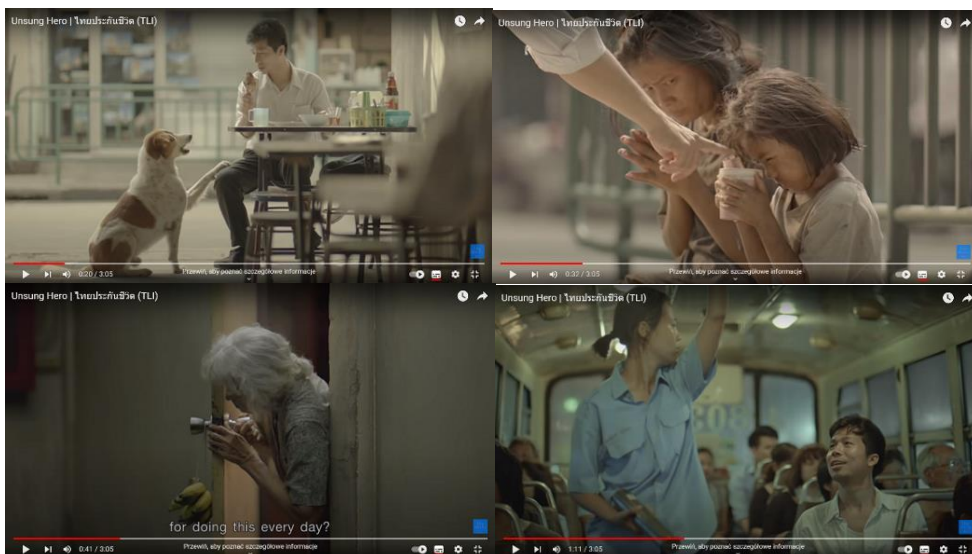 Unsung Hero | ไทยประกันชีวิต (TLI)
0:20 / 3:05
Przewiń, aby poznać szczegółowe informacje
Unsung Hero | ไทยประกันชีวิต (TLI)
0:32 / 3:05
Przewiń, aby poznać szczegółowe informacje
Unsung Hero | ไทยประกันชีวิต (TLI)
for doing this every day?
0:41 / 3:05
Przewiń, aby poznać szczegółowe informacje
Unsung Hero | ไทยประกันชีวิต (TLI)
1:11 / 3:05
Przewiń, aby poznać szczegółowe informacje